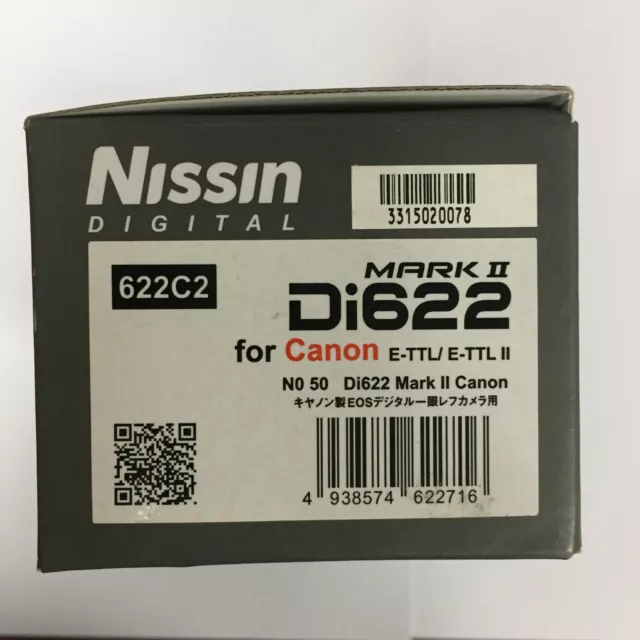 Nissin
DIGITAL
3315020078
622C2
MARK II
Di622
for Canon E-TTL/ E-TTL II
N0 50 Di622 Mark II Canon
キヤノン製EOSデジタル一眼レフカメラ用
4 938574 622716